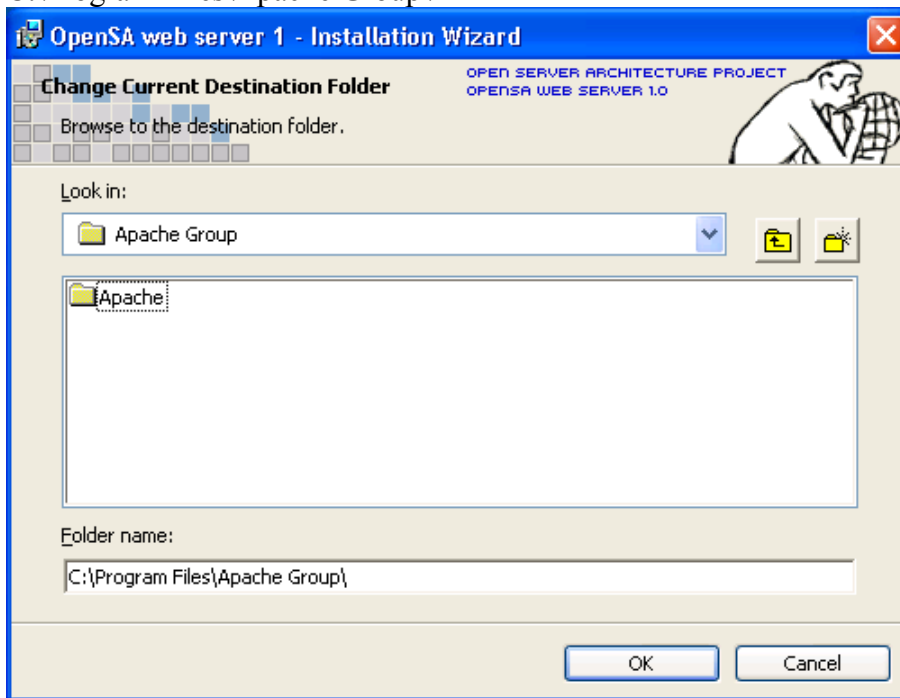 OpenSA web server 1 - Installation Wizard
Change Current Destination Folder
Browse to the destination folder.
OPEN SERVER ARCHITECTURE PROJECT
OPENSA WEB SERVER 1.0
Look in:
Apache Group
Apache
Folder name:
C:\Program Files\Apache Group\
OK Cancel